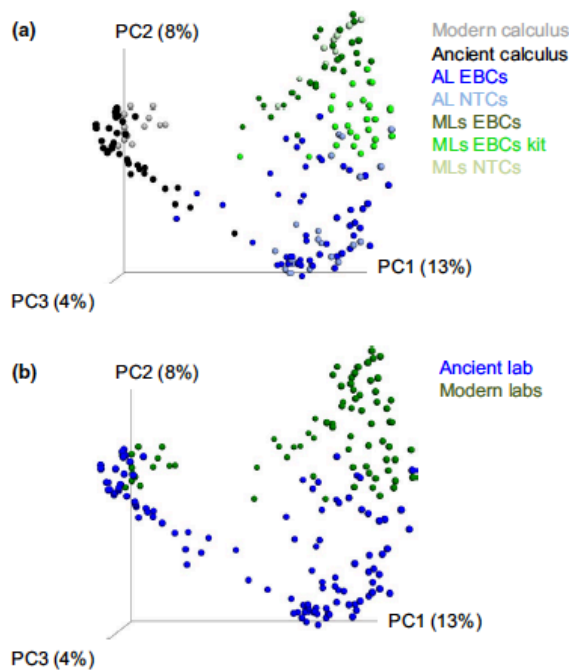 (a)
PC2 (8%)
Modern calculus
Ancient calculus
AL EBCs
AL NTCs
MLs EBCs
MLs EBCs kit
MLs NTCs
PC1 (13%)
PC3 (4%)
(b)
PC2 (8%)
Ancient lab
Modern labs
PC1 (13%)
PC3 (4%)